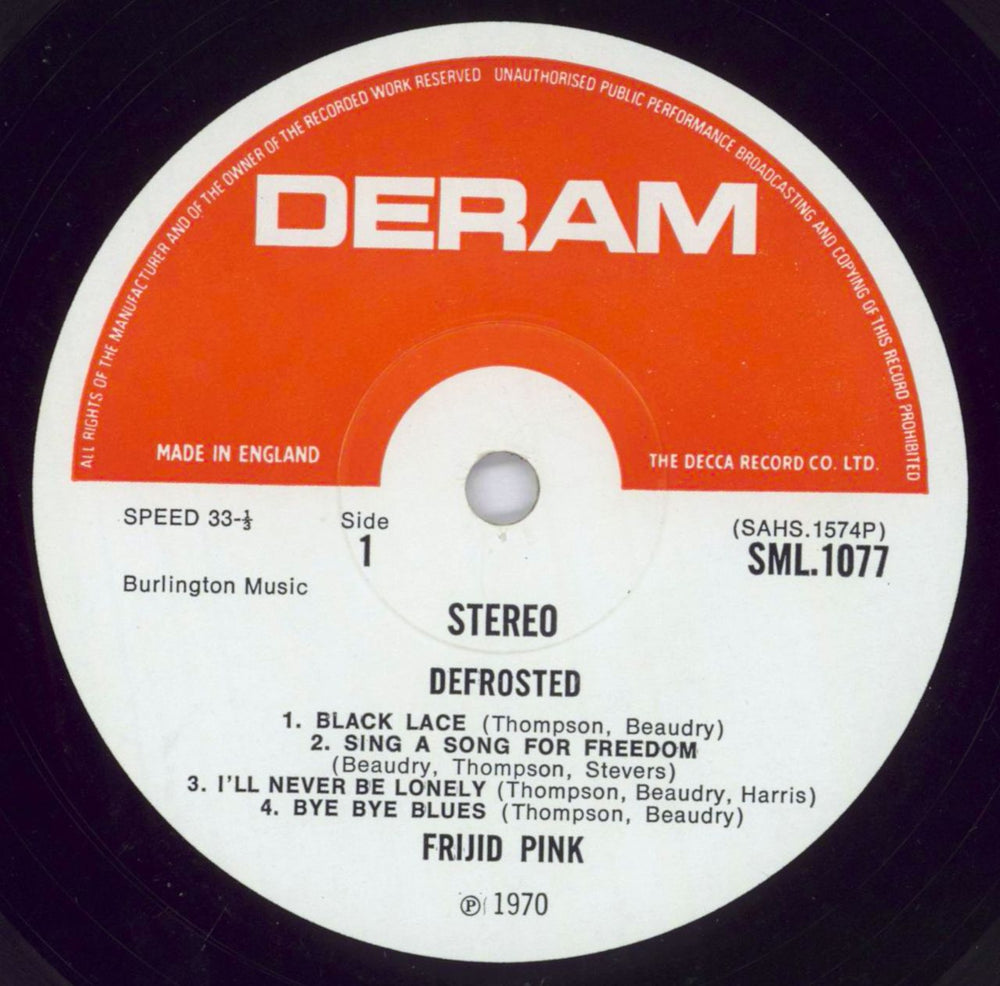 ALL RIGHTS OF THE MANUFACTURER AND OF THE OWNER OF THE RECORDED WORK RESERVED UNAUTHORISED PUBLIC PERFORMANCE BROADCASTING AND COPYING OF THIS RECORD PROHIBITED
DERAM
MADE IN ENGLAND
THE DECCA RECORD CO. LTD.
SPEED 33-⅓
Side
1
(SAHS.1574P)
SML.1077
Burlington Music
STEREO
DEFROSTED
1. BLACK LACE (Thompson, Beaudry)
2. SING A SONG FOR FREEDOM
(Beaudry, Thompson, Stevers)
3. I'LL NEVER BE LONELY (Thompson, Beaudry, Harris)
4. BYE BYE BLUES (Thompson, Beaudry)
FRIJID PINK
℗ 1970